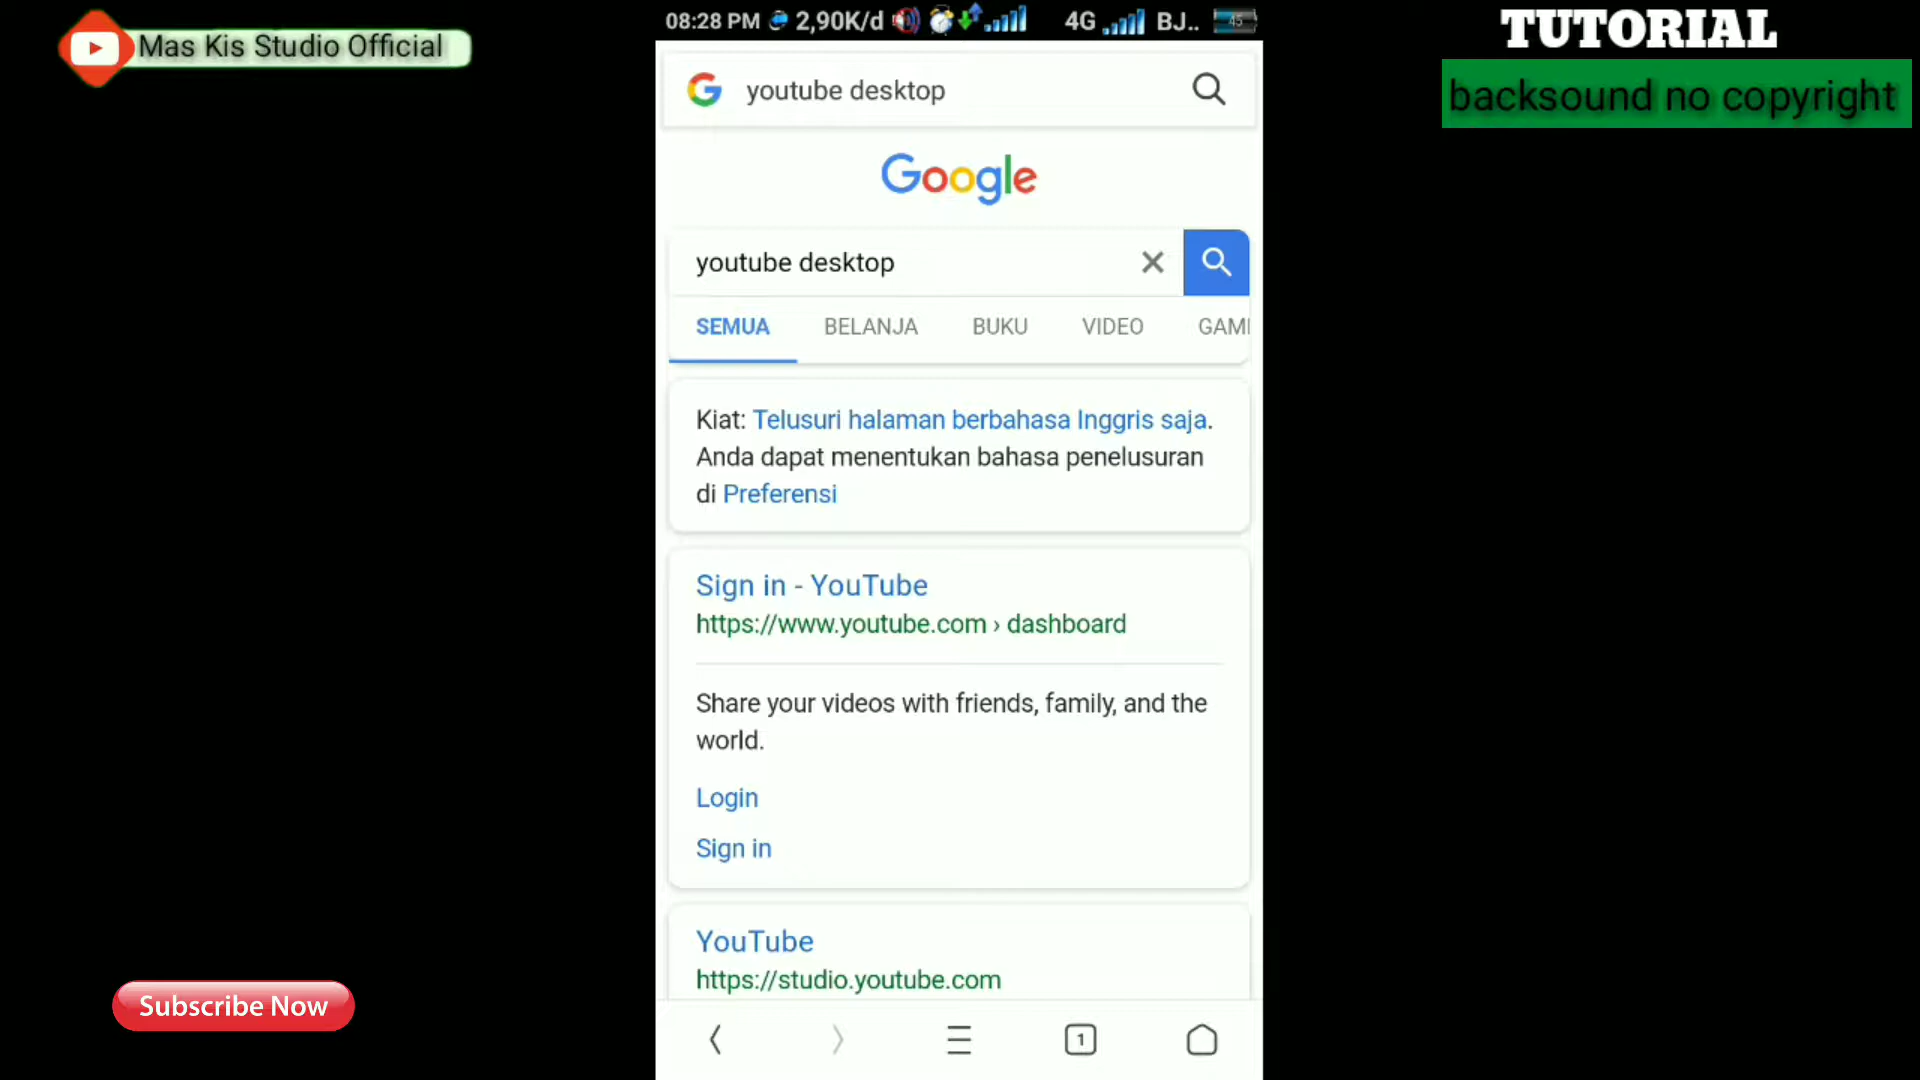 Mas Kis Studio Official
08:28 PM 2,90K/d 4G BJ.. 45
TUTORIAL
backsound no copyright
youtube desktop
Google
youtube desktop
SEMUA BELANJA BUKU VIDEO GAM
Kiat: Telusuri halaman berbahasa Inggris saja.
Anda dapat menentukan bahasa penelusuran
di Preferensi
Sign in - YouTube
https://www.youtube.com › dashboard
Share your videos with friends, family, and the
world.
Login
Sign in
YouTube
https://studio.youtube.com
Subscribe Now
1